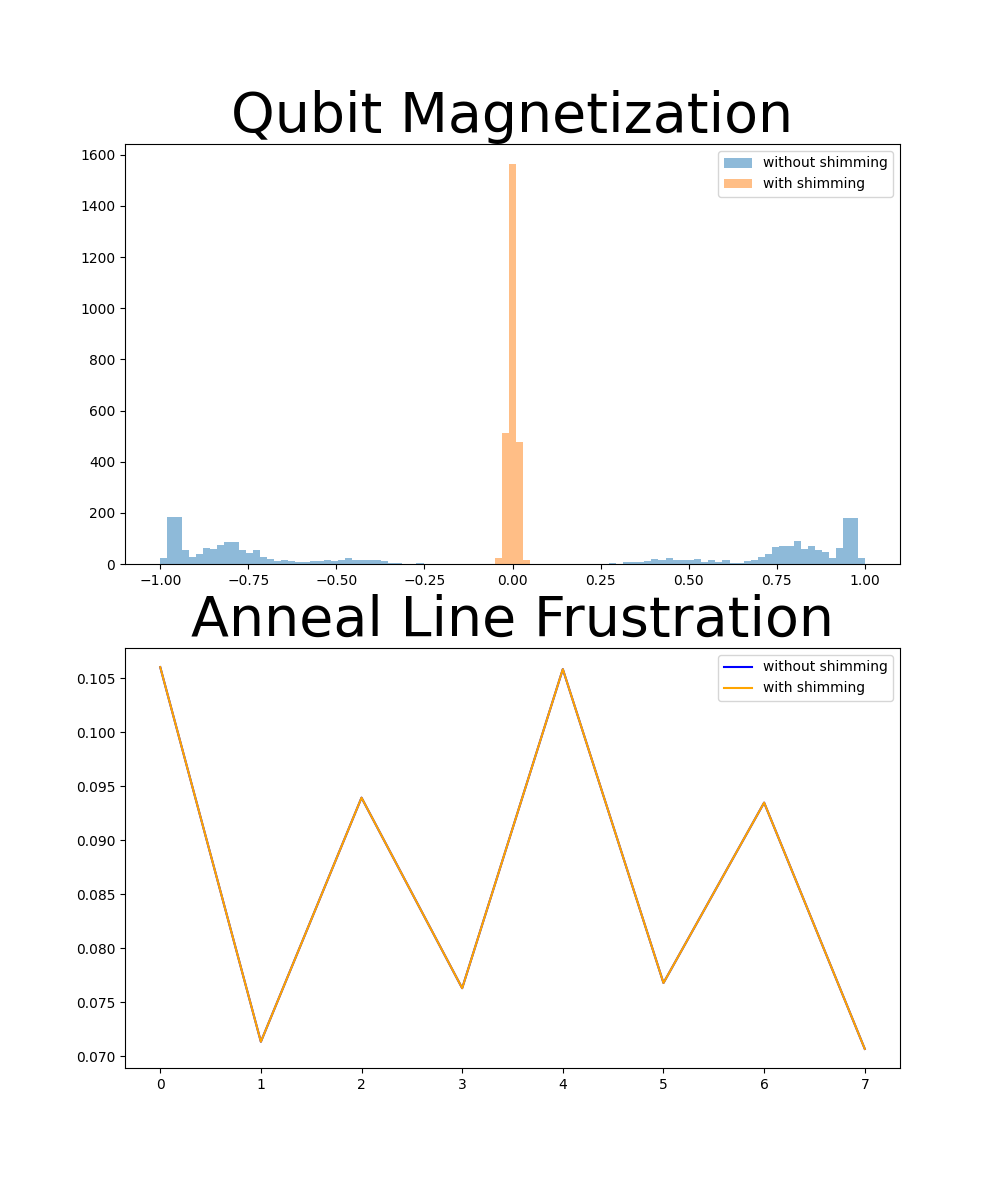 Qubit Magnetization
1600
1400
1200
1000
800
600
400
200
0
without shimming
with shimming
−1.00 −0.75 −0.50 −0.25 0.00 0.25 0.50 0.75 1.00
Anneal Line Frustration
0.105
0.100
0.095
0.090
0.085
0.080
0.075
0.070
without shimming
with shimming
0 1 2 3 4 5 6 7